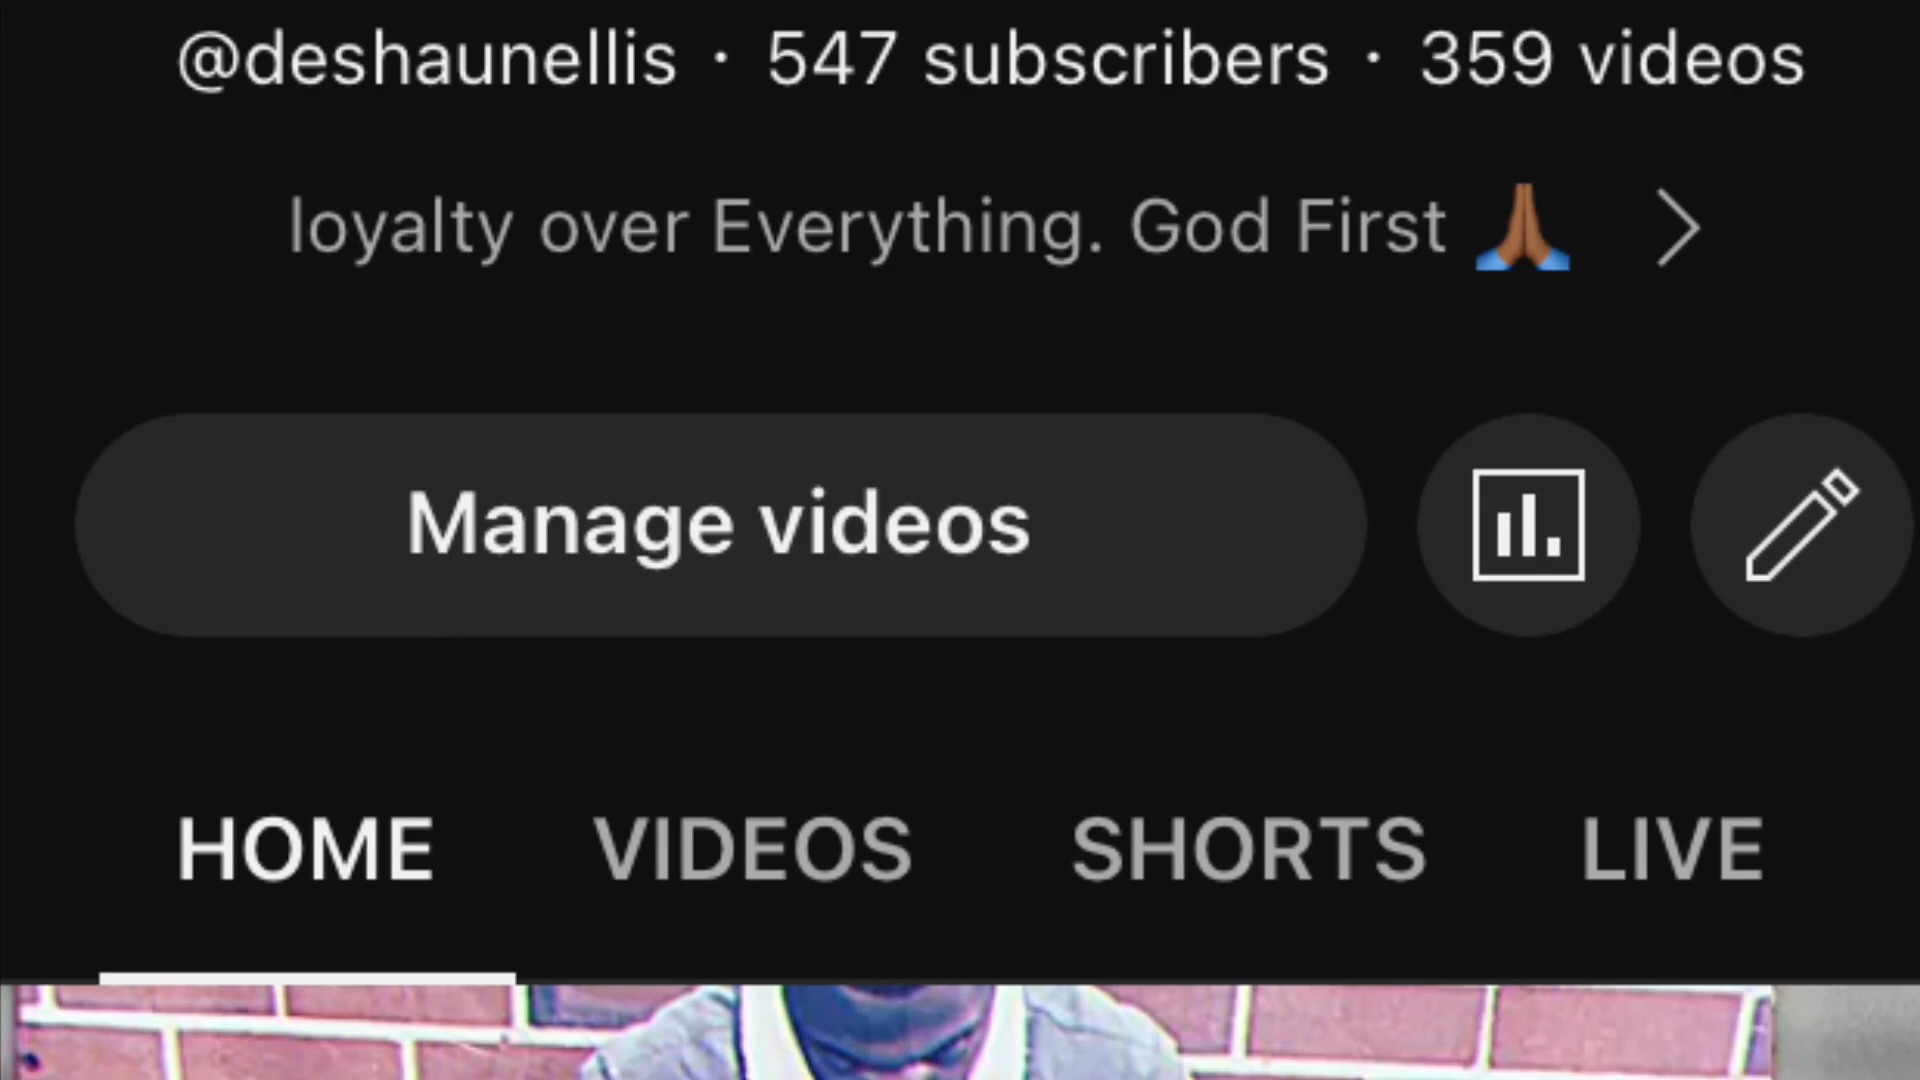 @deshaunellis · 547 subscribers · 359 videos
loyalty over Everything. God First 🙏🏾
Manage videos
HOME VIDEOS SHORTS LIVE